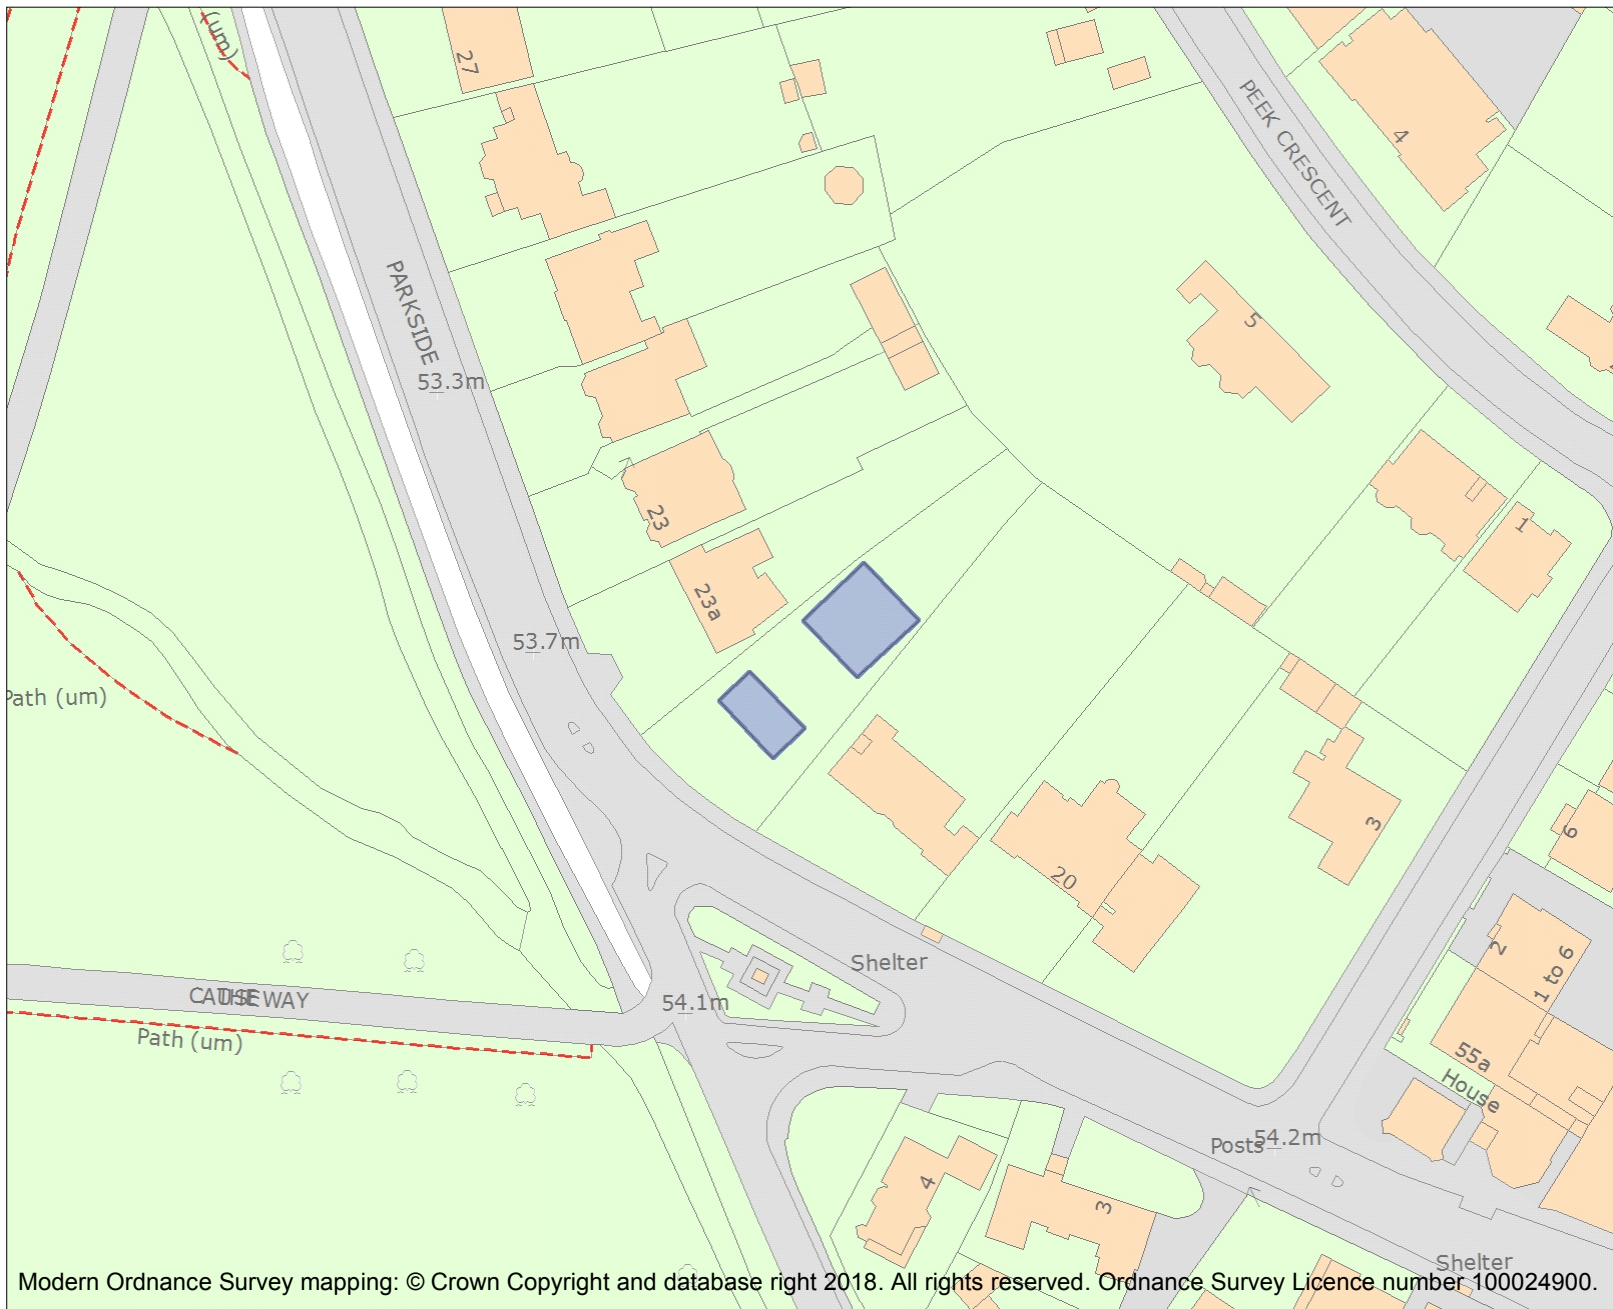 (um)
27
PEEK CRESCENT
4
PARKSIDE
53.3m
5
23
1
23a
53.7m
Path (um)
3
6
20
2
1 to 6
Shelter
54.1m
CAUSEWAY
THE
Path (um)
55a
House
Posts
54.2m
4
3
Shelter
Modern Ordnance Survey mapping: © Crown Copyright and database right 2018. All rights reserved. Ordnance Survey Licence number 100024900.